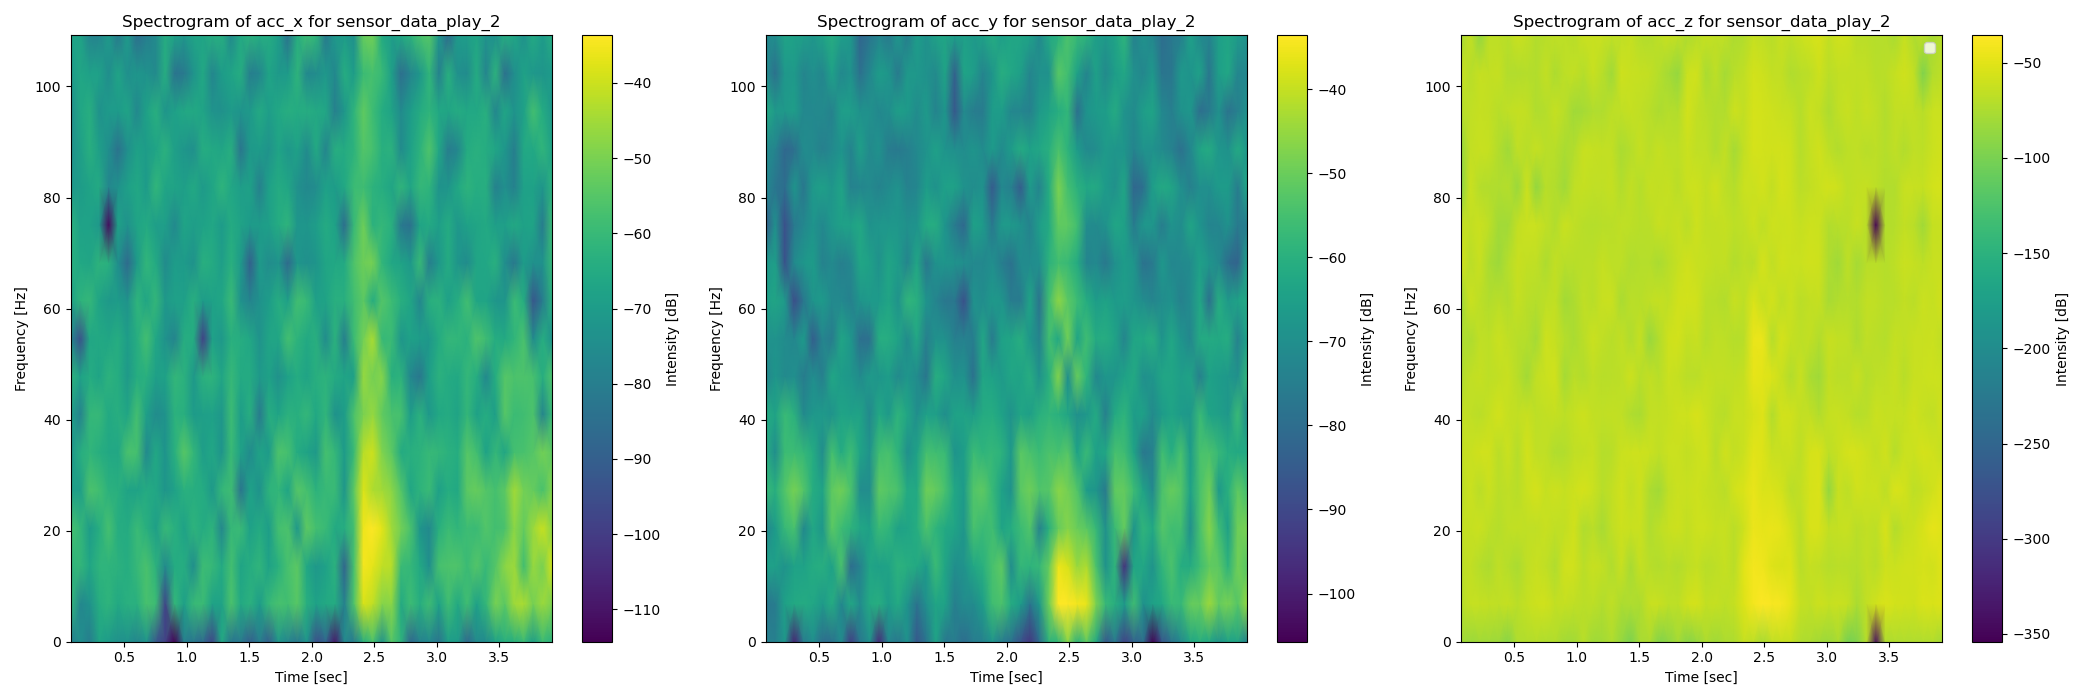 Spectrogram of acc_x for sensor_data_play_2
Frequency [Hz]
100
80
60
40
20
0
0.5 1.0 1.5 2.0 2.5 3.0 3.5
Time [sec]
−40
−50
−60
−70
−80
−90
−100
−110
Intensity [dB]
Spectrogram of acc_y for sensor_data_play_2
Frequency [Hz]
100
80
60
40
20
0
0.5 1.0 1.5 2.0 2.5 3.0 3.5
Time [sec]
−40
−50
−60
−70
−80
−90
−100
Intensity [dB]
Spectrogram of acc_z for sensor_data_play_2
Frequency [Hz]
100
80
60
40
20
0
0.5 1.0 1.5 2.0 2.5 3.0 3.5
Time [sec]
−50
−100
−150
−200
−250
−300
−350
Intensity [dB]